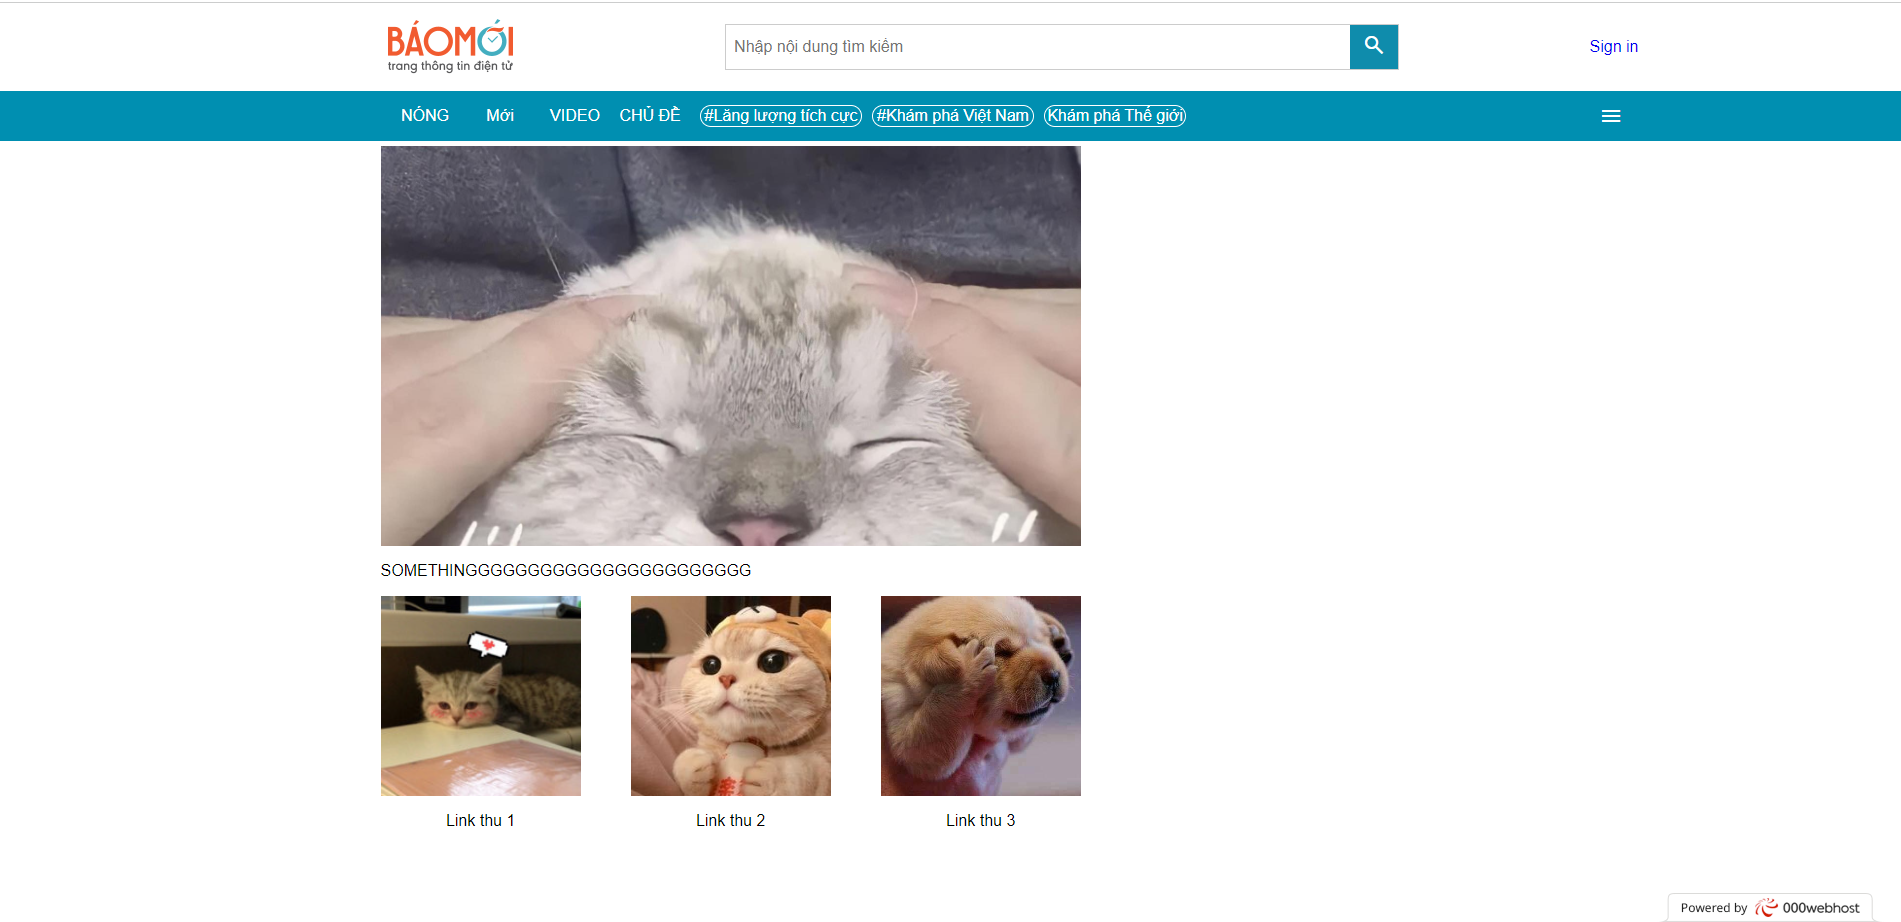 BÁOMỚI
trang thông tin điện tử
Nhập nội dung tìm kiếm
Sign in
NÓNG Mới VIDEO CHỦ ĐỀ #Lăng lượng tích cực #Khám phá Việt Nam Khám phá Thế giới
SOMETHINGGGGGGGGGGGGGGGGGGGGGGG
Link thu 1 Link thu 2 Link thu 3
Powered by 000webhost